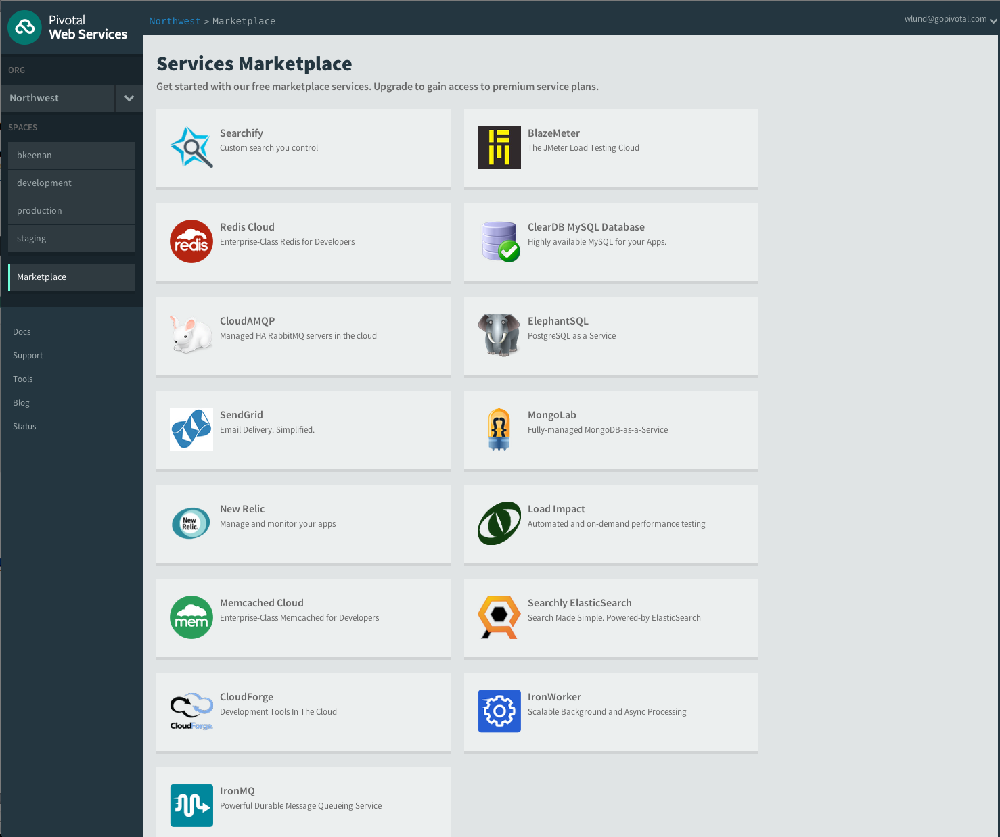 Pivotal
Web Services
Northwest > Marketplace
wlund@gopivotal.com
ORG
Northwest
SPACES
bkeenan
development
production
staging
Marketplace
Docs
Support
Tools
Blog
Status
Services Marketplace
Get started with our free marketplace services. Upgrade to gain access to premium service plans.
Searchify
Custom search you control
BlazeMeter
The JMeter Load Testing Cloud
redis
Redis Cloud
Enterprise-Class Redis for Developers
ClearDB MySQL Database
Highly available MySQL for your Apps.
CloudAMQP
Managed HA RabbitMQ servers in the cloud
ElephantSQL
PostgreSQL as a Service
SendGrid
Email Delivery. Simplified.
MongoLab
Fully-managed MongoDB-as-a-Service
New
Relic.
New Relic
Manage and monitor your apps
Load Impact
Automated and on-demand performance testing
mem
Memcached Cloud
Enterprise-Class Memcached for Developers
Searchly ElasticSearch
Search Made Simple. Powered-by ElasticSearch
CloudForge.
CloudForge
Development Tools In The Cloud
IronWorker
Scalable Background and Async Processing
IronMQ
Powerful Durable Message Queueing Service